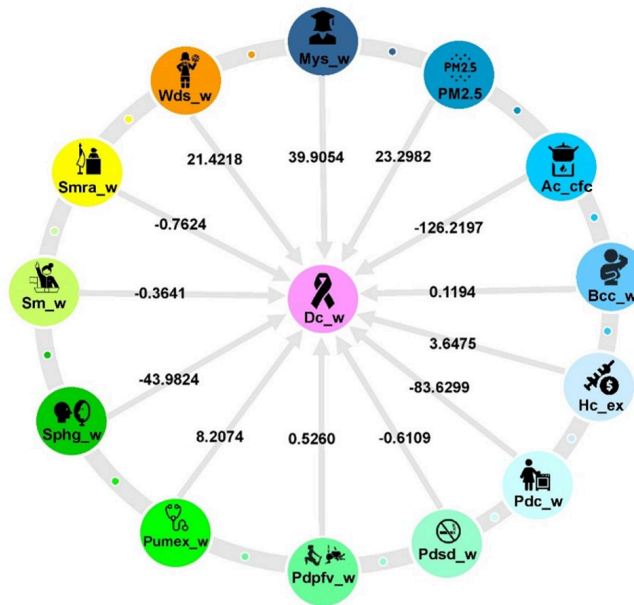 Mys_w
PM2.5
PM2.5
Wds_w
Ac_cfc
Smra_w
21.4218
39.9054
23.2982
-0.7624
-126.2197
Sm_w
-0.3641
0.1194
Bcc_w
Dc_w
3.6475
-43.9824
-83.6299
Hc_ex
Sphg_w
8.2074
0.5260
-0.6109
Pdc_w
Pumex_w
Pdsd_w
Pdpfv_w